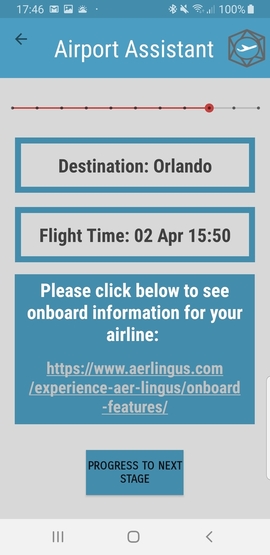 17:46
100%
Airport Assistant
Destination: Orlando
Flight Time: 02 Apr 15:50
Please click below to see
onboard information for your
airline:
https://www.aerlingus.com
/experience-aer-lingus/onboard
-features/
PROGRESS TO NEXT
STAGE